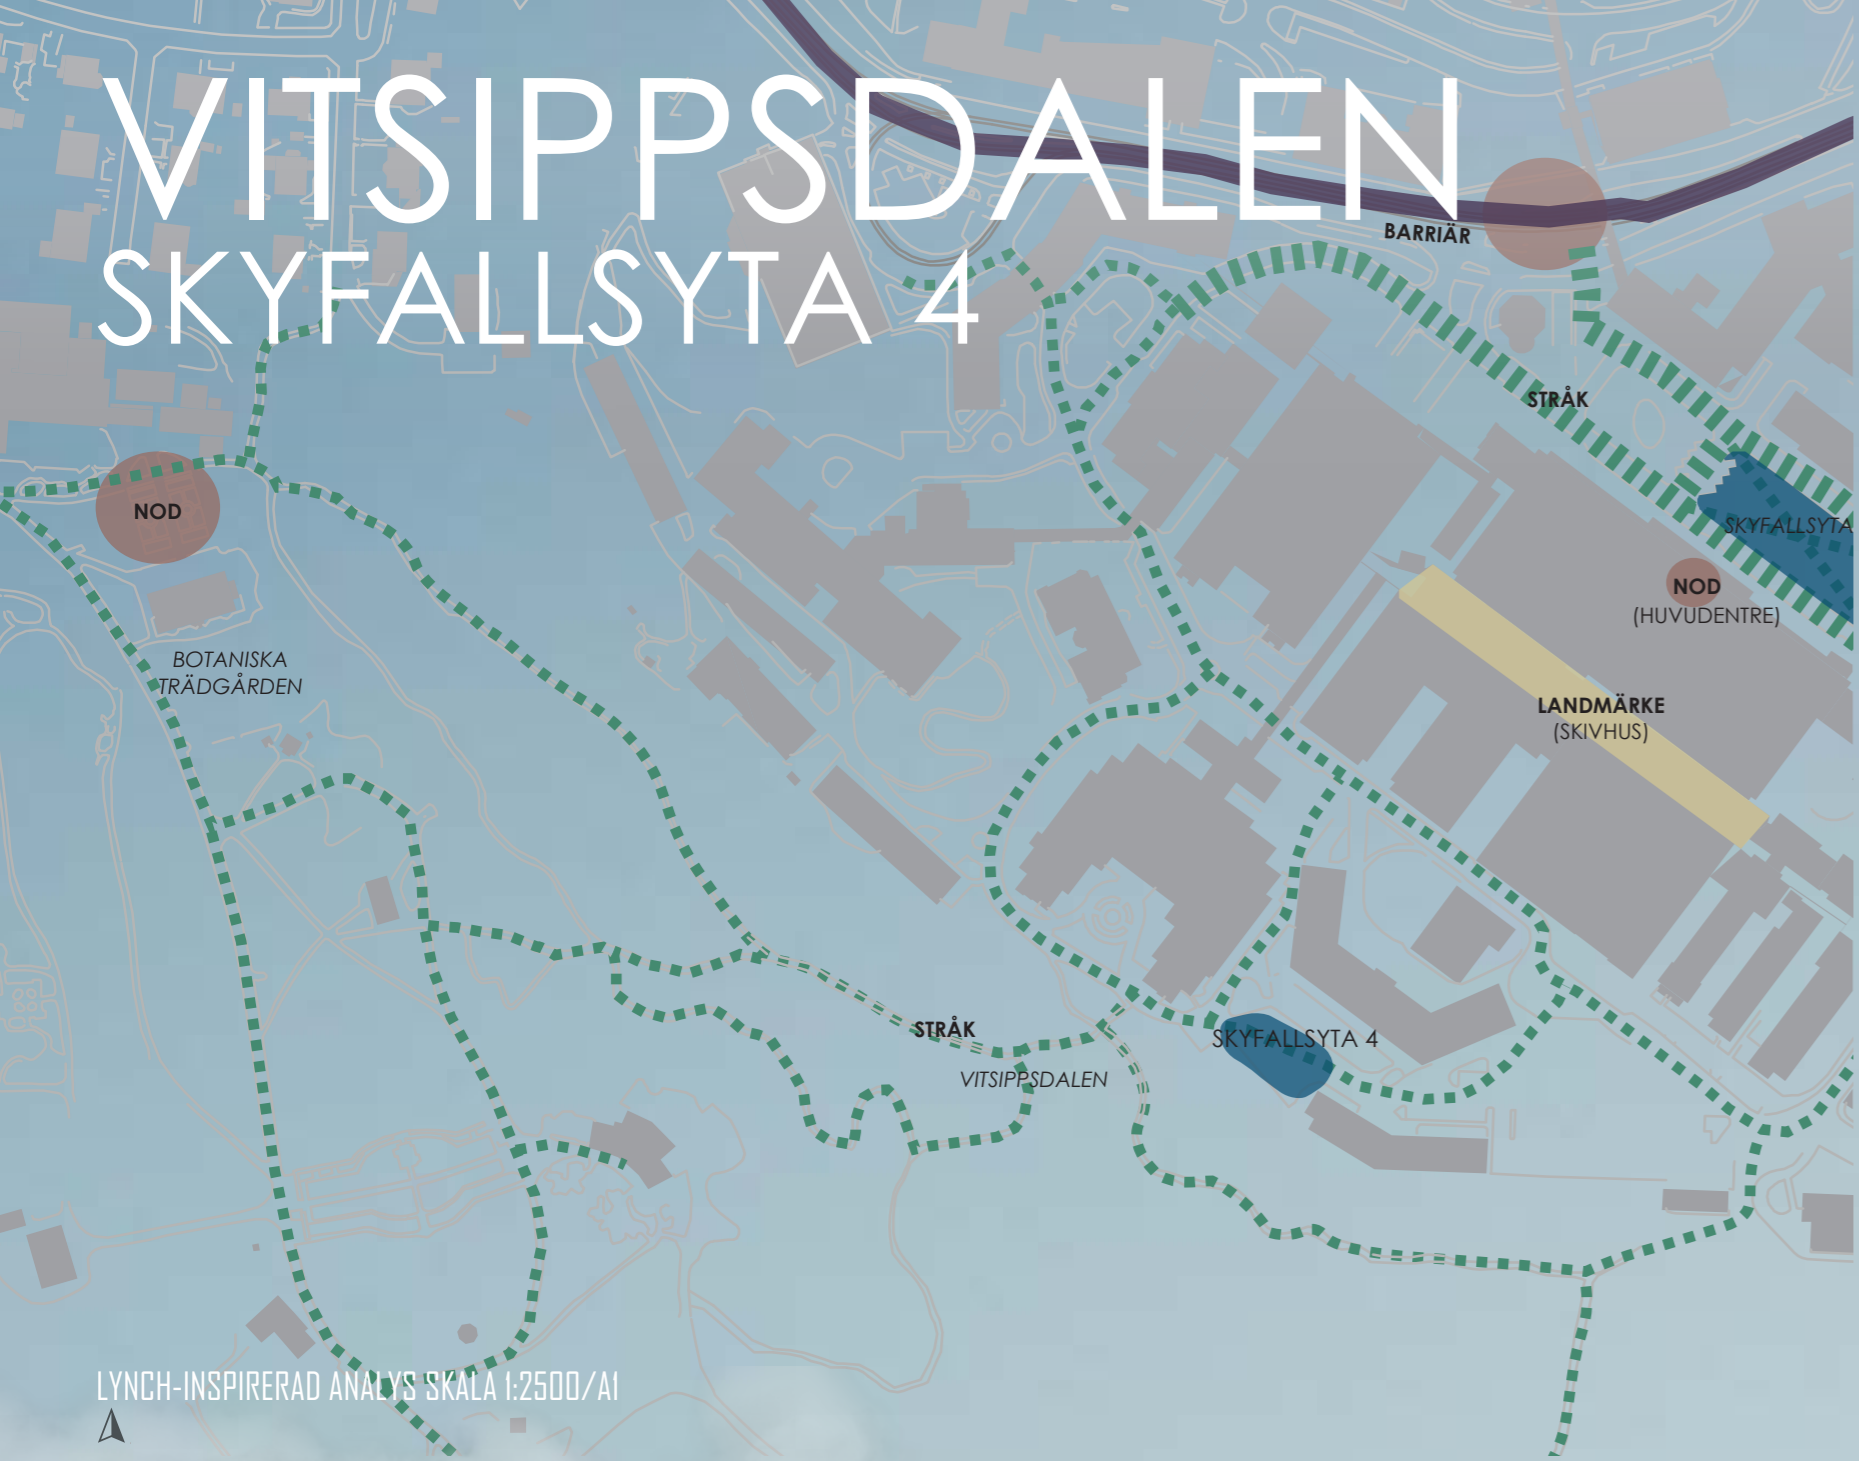 VITSIPPSDALEN
SKYFALLSYTA 4
BARRIÄR
STRÅK
NOD
SKYFALLSYTA
NOD
(HUVUDENTRE)
BOTANISKA
TRÄDGÅRDEN
LANDMÄRKE
(SKIVHUS)
STRÅK
SKYFALLSYTA 4
VITSIPPSDALEN
LYNCH-INSPIRERAD ANALYS SKALA 1:2500/A1